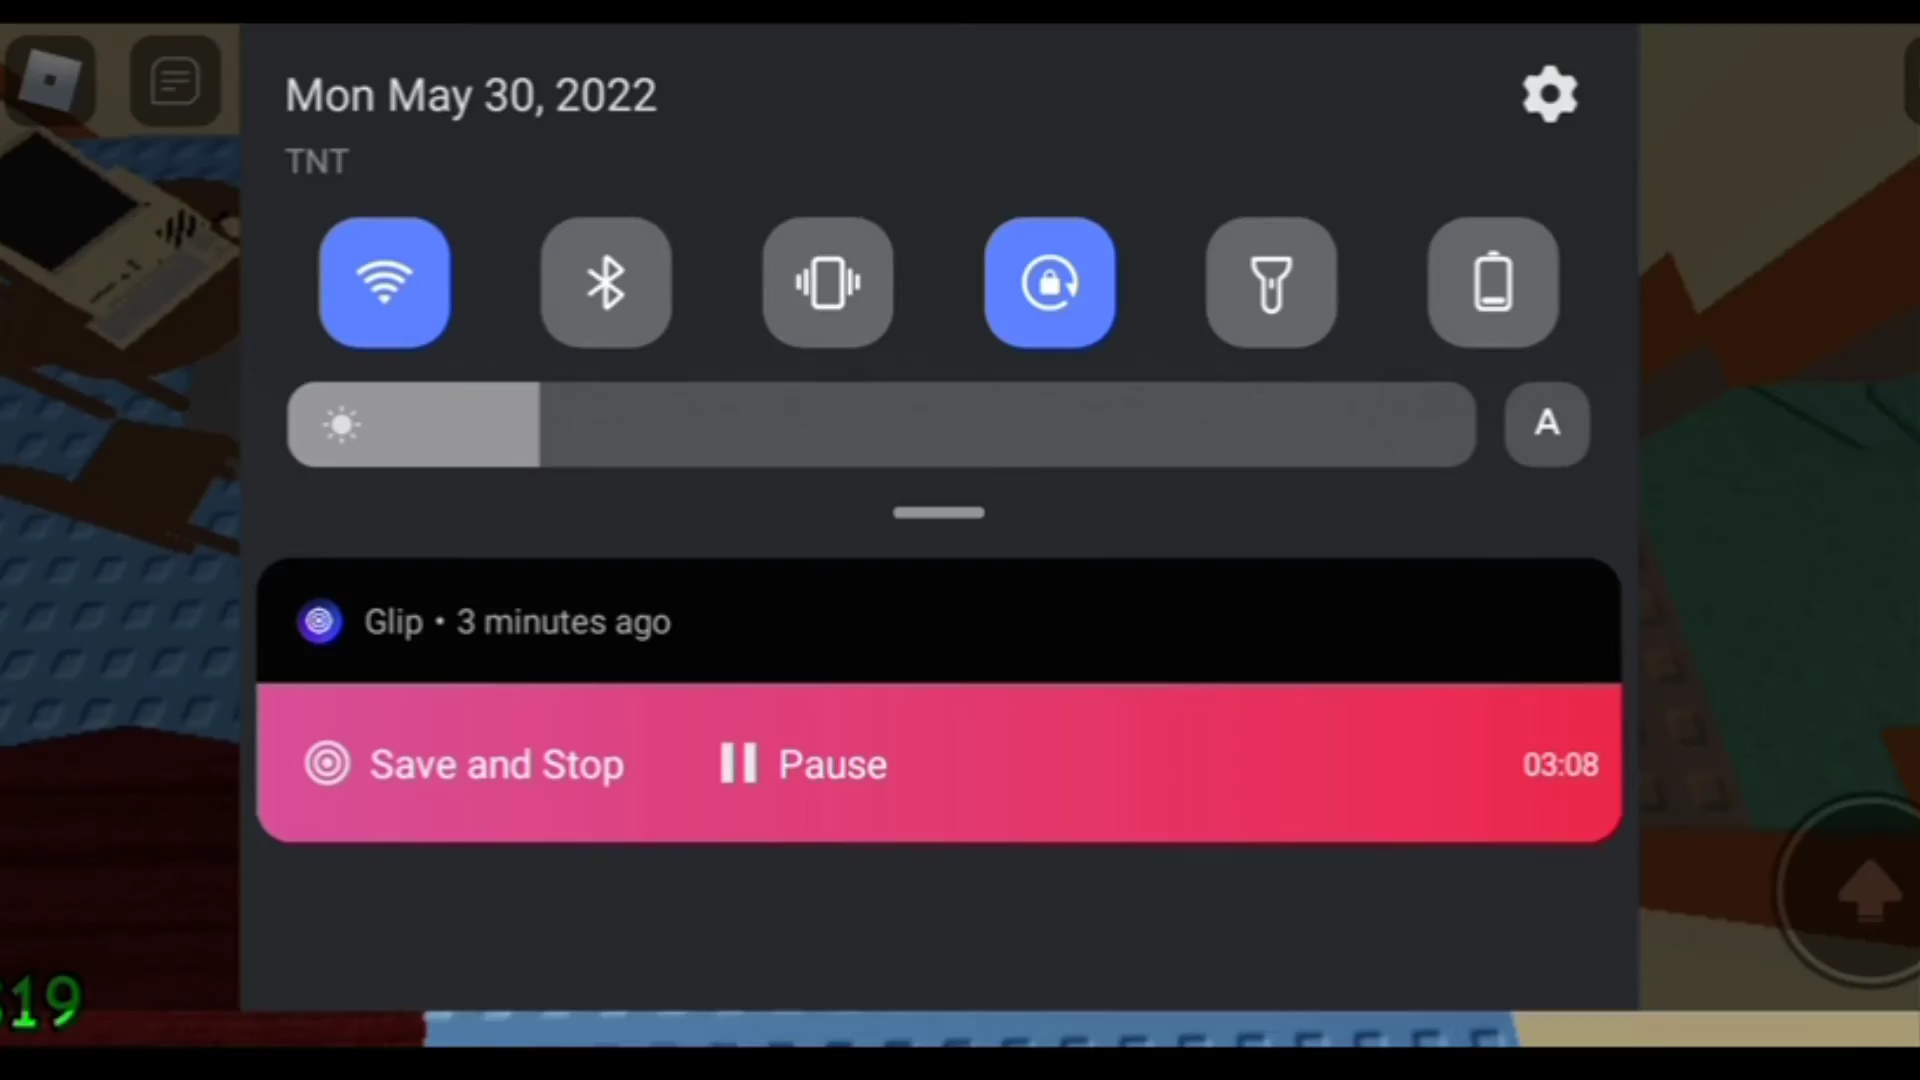 Mon May 30, 2022
TNT
A
Glip • 3 minutes ago
Save and Stop
Pause
03:08
$19